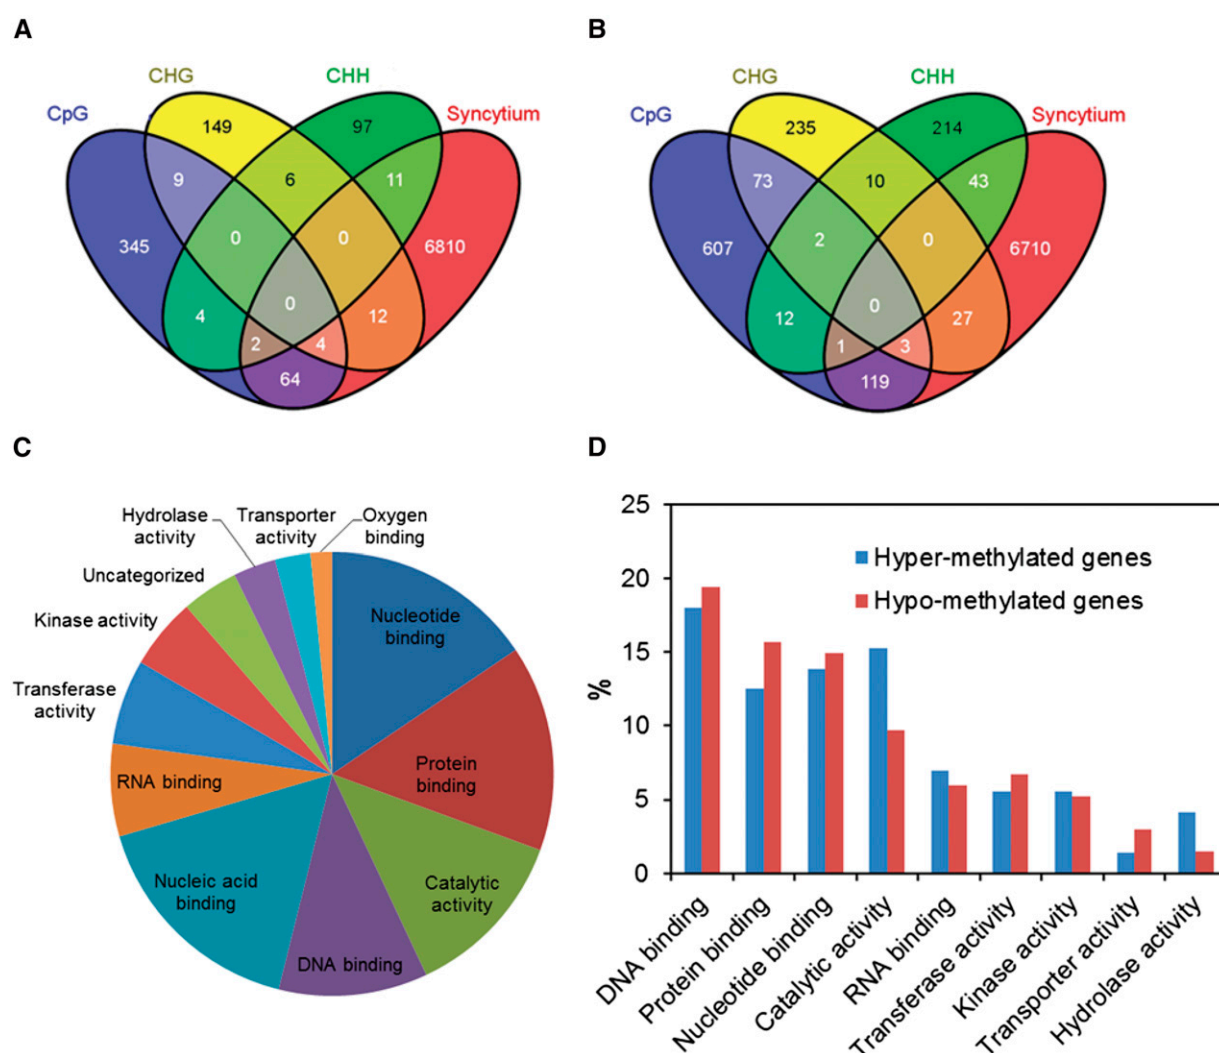 A
CHG
CHH
CpG
Syncytium
149
97
9
6
11
345
0
0
6810
0
4
12
2
4
64
B
CHG
CHH
CpG
Syncytium
235
214
73
10
43
607
2
0
6710
0
12
27
1
3
119
C
Hydrolase
activity
Transporter
activity
Oxygen
binding
Uncategorized
Nucleotide
binding
Kinase activity
Transferase
activity
Protein
binding
RNA binding
Nucleic acid
binding
Catalytic
activity
DNA binding
D
25
20
15
10
5
0
%
Hyper-methylated genes
Hypo-methylated genes
DNA binding
Protein binding
Nucleotide binding
Catalytic activity
RNA binding
Transferase activity
Kinase activity
Transporter activity
Hydrolase activity